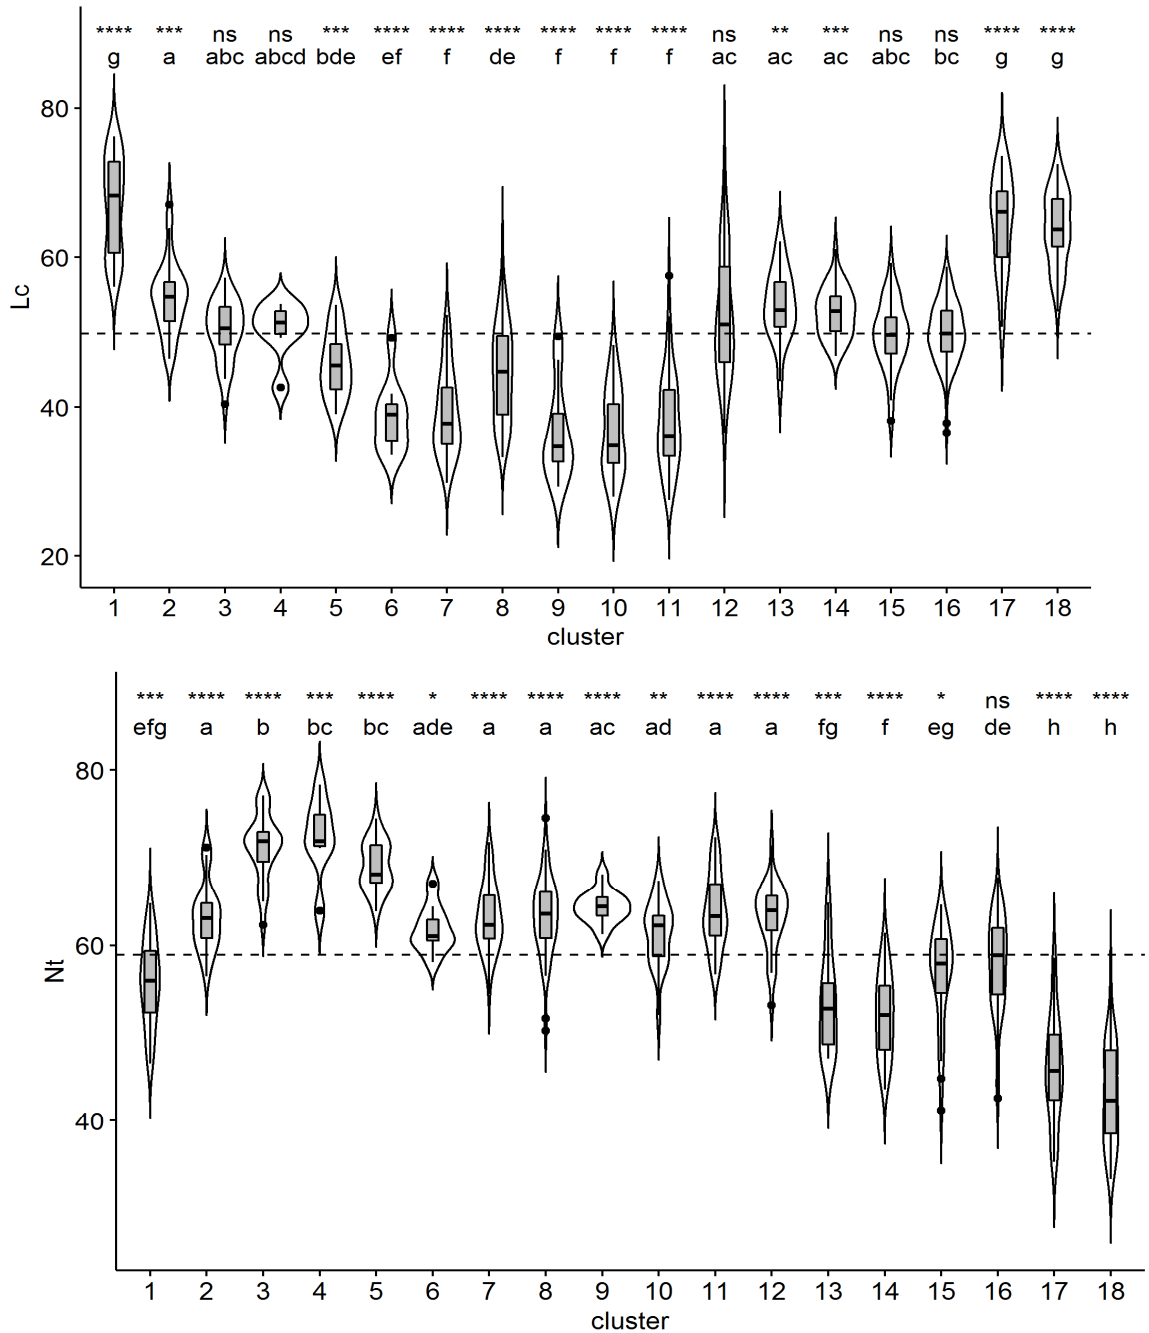 **** *** ns ns *** **** **** **** **** **** **** ns ** *** ns ns **** ****
g a abc abcd bde ef f de f f f ac ac ac abc bc g g
80
60
Lc
40
20
1 2 3 4 5 6 7 8 9 10 11 12 13 14 15 16 17 18
cluster
*** **** **** *** **** * **** **** **** ** **** **** *** **** * ns **** ****
efg a b bc bc ade a a ac ad a a fg f eg de h h
80
60
Nt
40
1 2 3 4 5 6 7 8 9 10 11 12 13 14 15 16 17 18
cluster